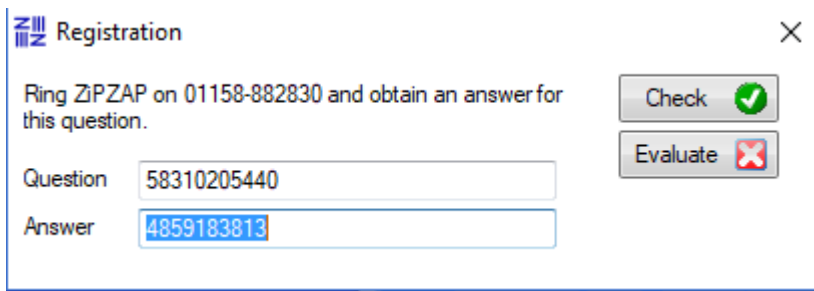 Registration
Ring ZiPZAP on 01158-882830 and obtain an answer for
this question.
Check
Evaluate
Question 58310205440
Answer 4859183813